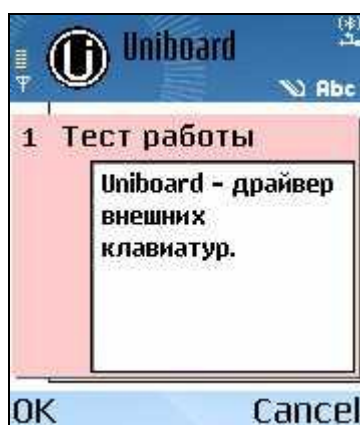 Uniboard
Abc
1 Тест работы
Uniboard - драйвер
внешних
клавиатур.
OK Cancel